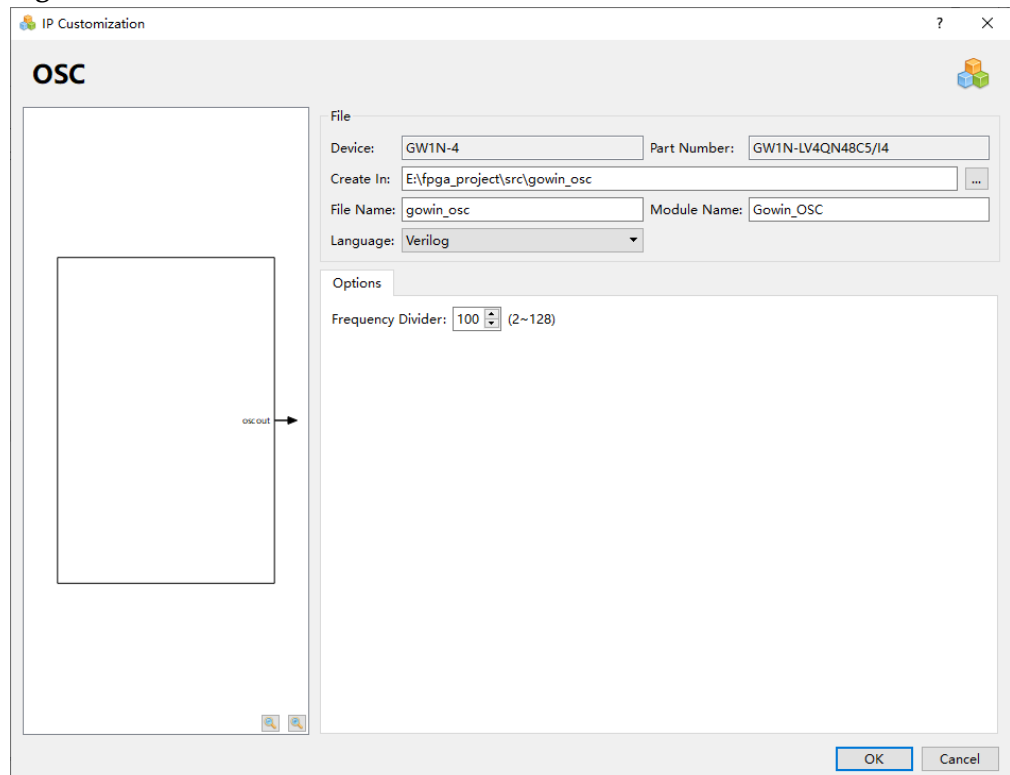 IP Customization
OSC
File
Device: GW1N-4 Part Number: GW1N-LV4QN48C5/I4
Create In: E:\fpga_project\src\gowin_osc ...
File Name: gowin_osc Module Name: Gowin_OSC
Language: Verilog
Options
Frequency Divider: 100 (2~128)
oscout
OK Cancel